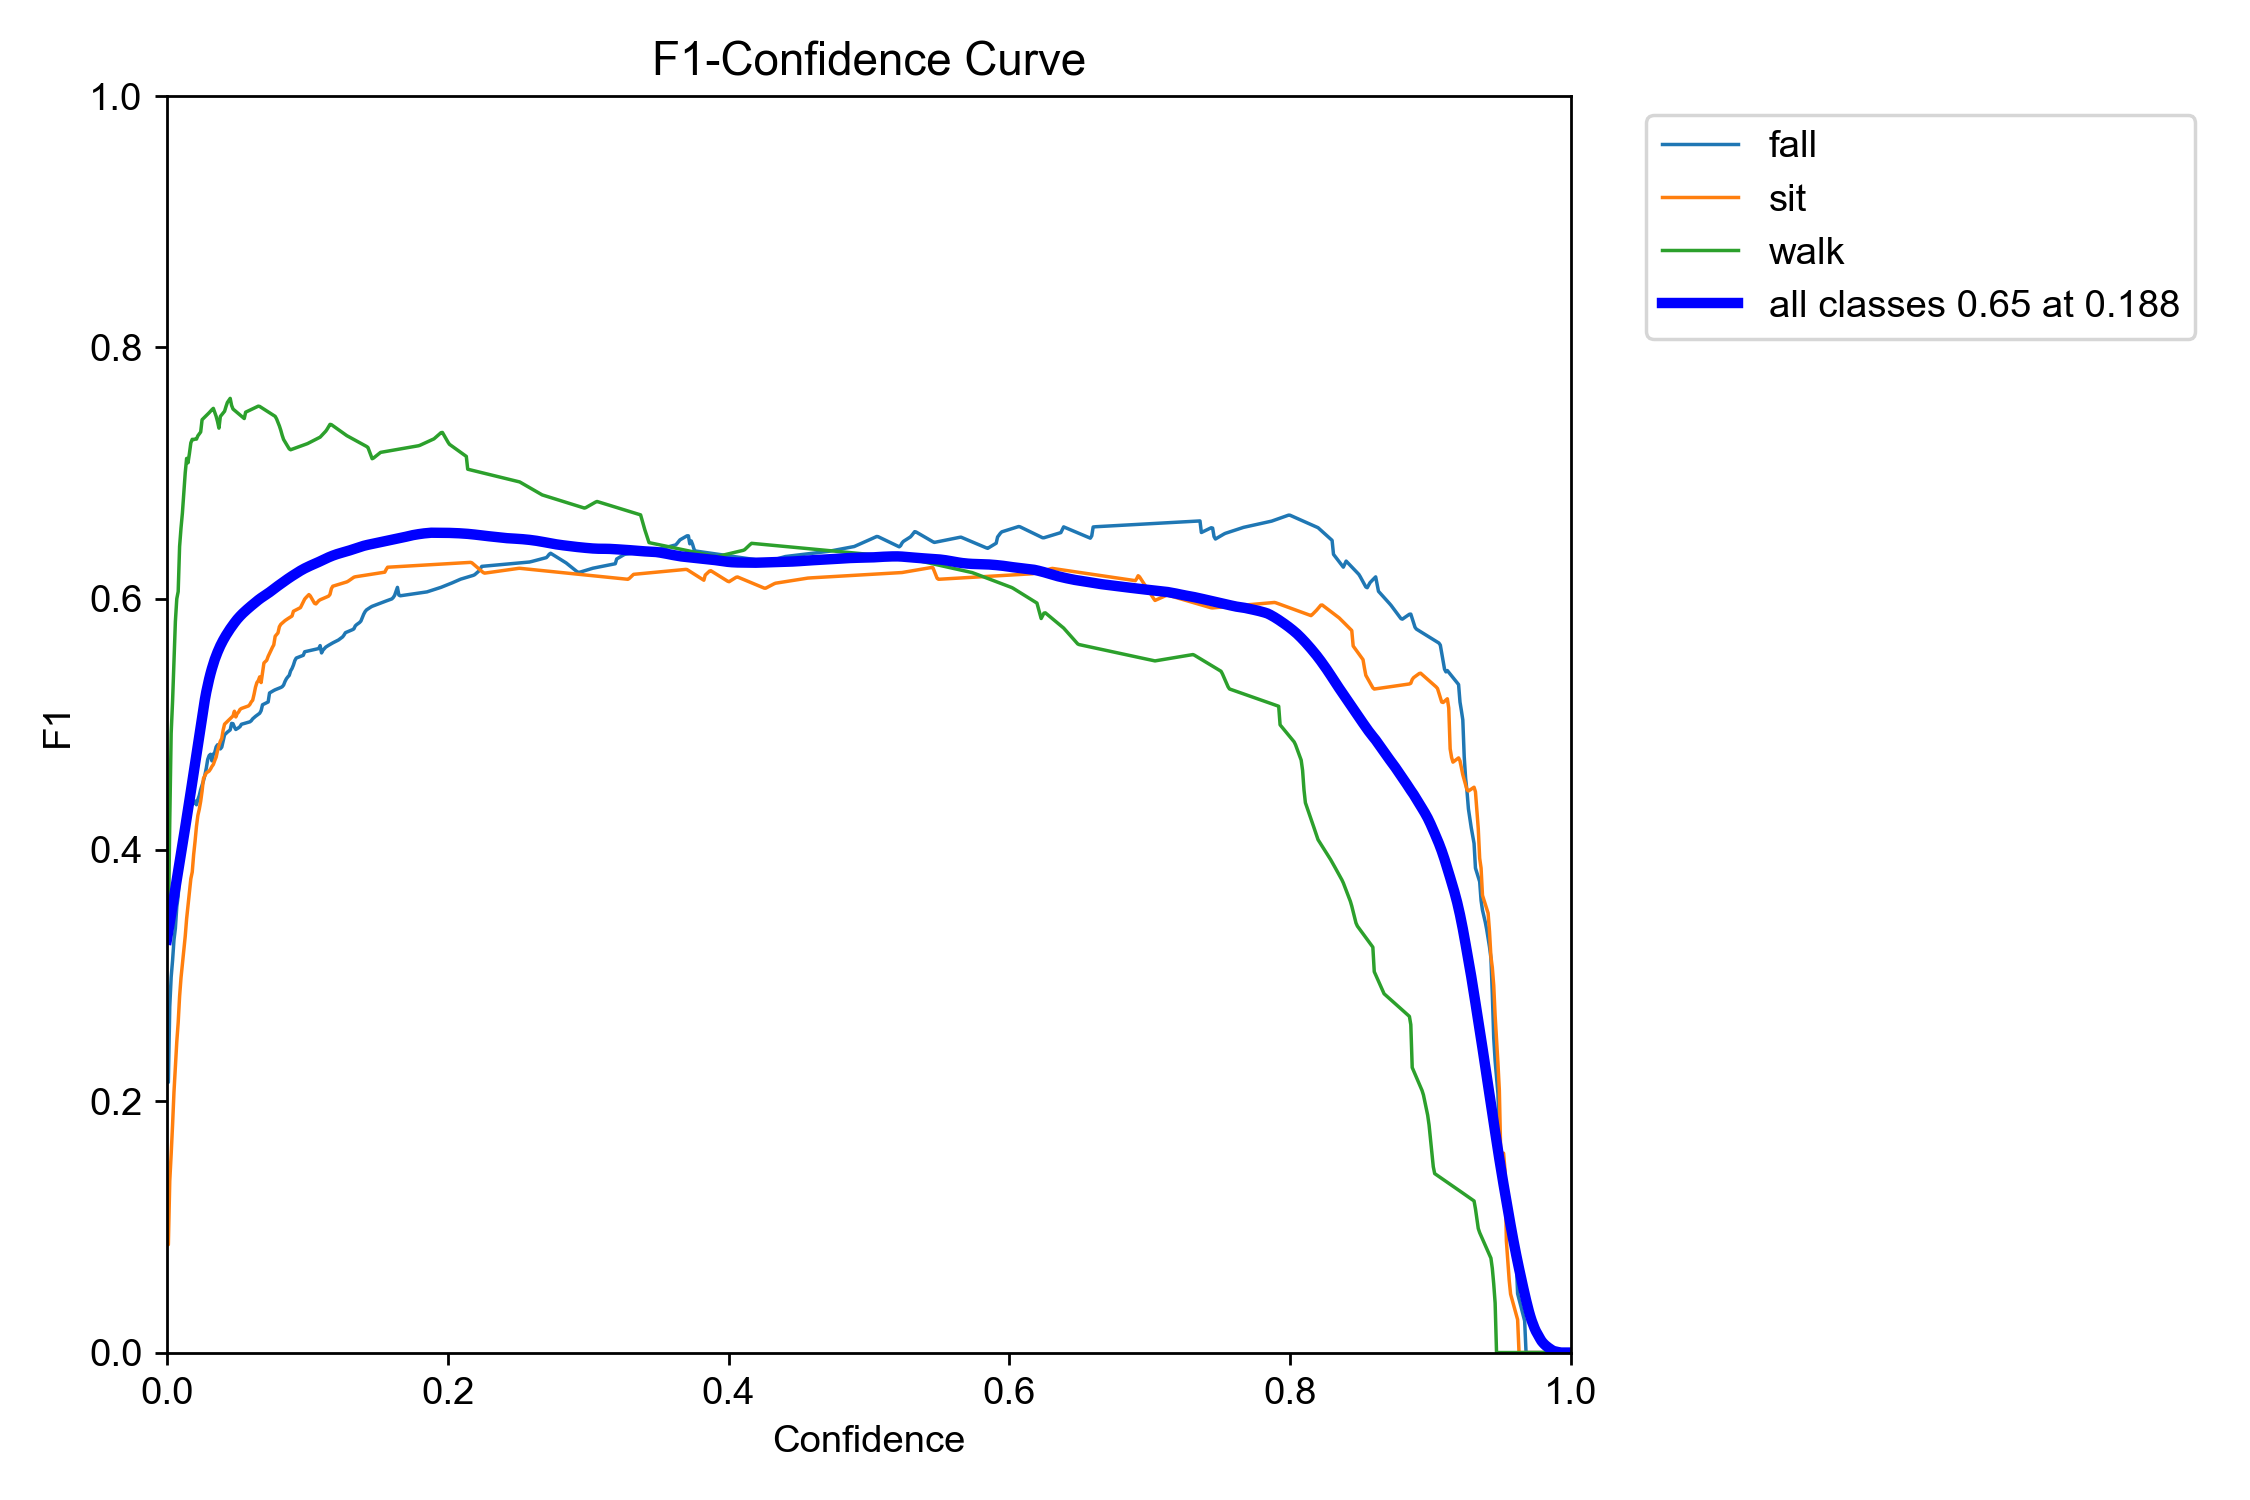 F1-Confidence Curve
1.0
0.8
0.6
0.4
0.2
0.0
F1
0.0 0.2 0.4 0.6 0.8 1.0
Confidence
fall
sit
walk
all classes 0.65 at 0.188